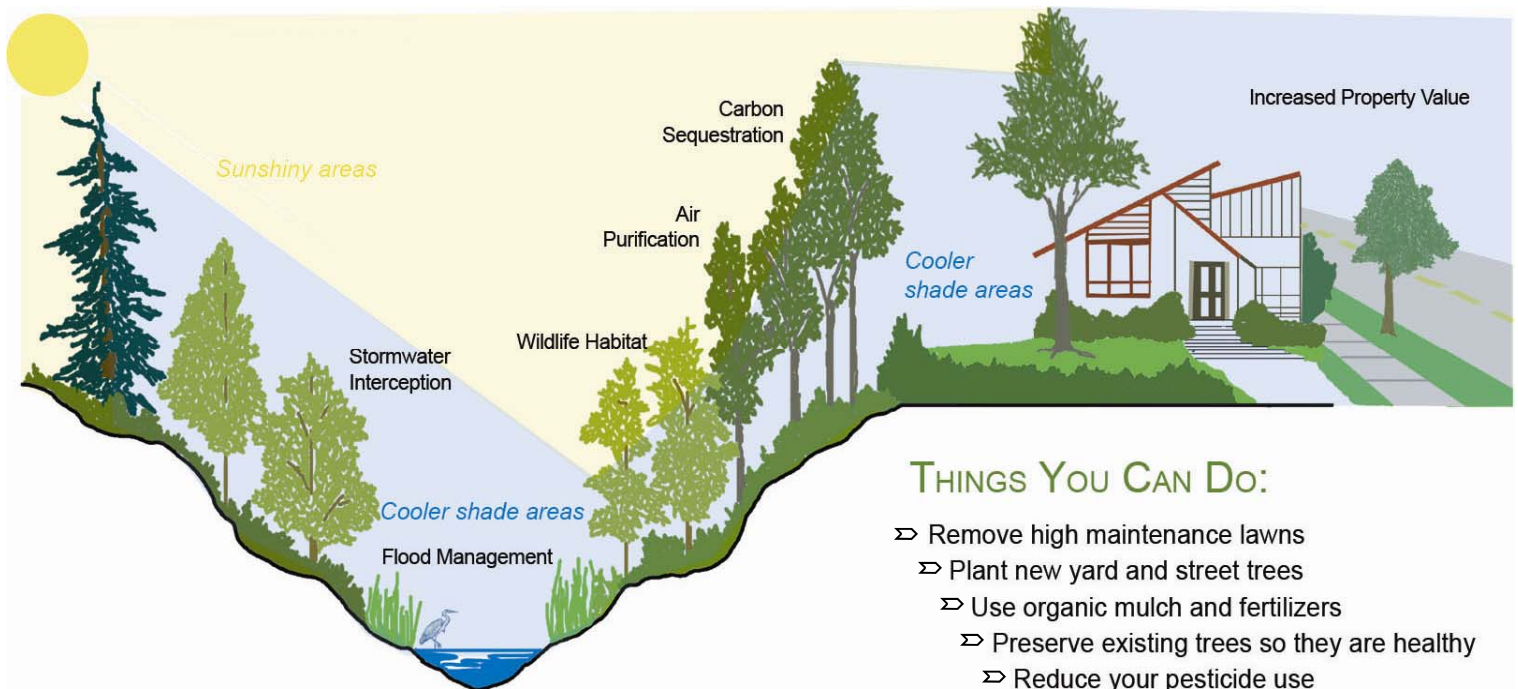 Sunshiny areas
Carbon
Sequestration
Increased Property Value
Air
Purification
Cooler
shade areas
Wildlife Habitat
Stormwater
Interception
Cooler shade areas
Flood Management
THINGS YOU CAN DO:
Remove high maintenance lawns
Plant new yard and street trees
Use organic mulch and fertilizers
Preserve existing trees so they are healthy
Reduce your pesticide use